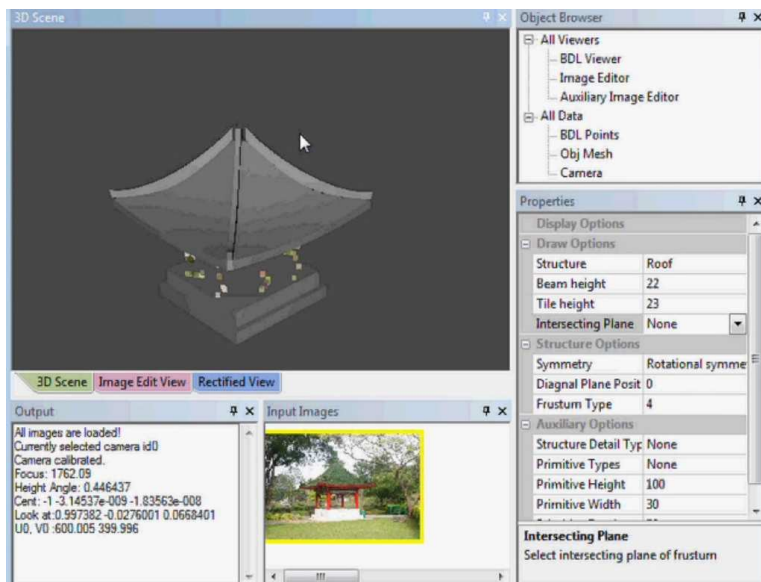 3D Scene
3D Scene
Image Edit View
Rectified View
Output
All images are loaded!
Currently selected camera id0
Camera calibrated.
Focus: 1762.09
Height Angle: 0.446437
Cent: -1 -3.14537e-009 -1.83563e-008
Look at:0.997382 -0.0276001 0.0668401
U0, V0 :600.005 399.996
Input Images
Object Browser
All Viewers
BDL Viewer
Image Editor
Auxiliary Image Editor
All Data
BDL Points
Obj Mesh
Camera
Properties
Display Options
Draw Options
Structure Roof
Beam height 22
Tile height 23
Intersecting Plane None
Structure Options
Symmetry Rotational symme
Diagnal Plane Posit 0
Frustum Type 4
Auxiliary Options
Structure Detail Typ None
Primitive Types None
Primitive Height 100
Primitive Width 30
Intersecting Plane
Select intersecting plane of frustum